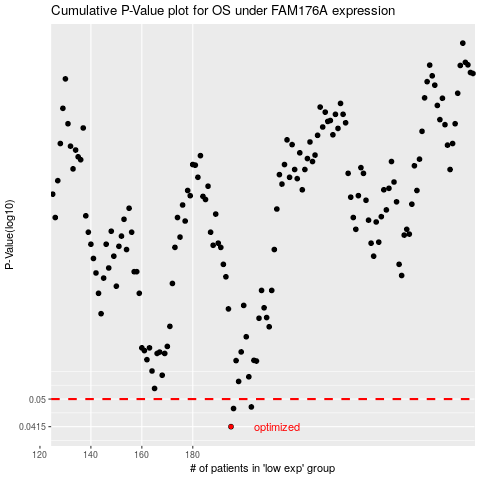 Cumulative P-Value plot for OS under FAM176A expression
P-Value(log10)
0.05
0.0415
optimized
120
140
160
180
# of patients in 'low exp' group